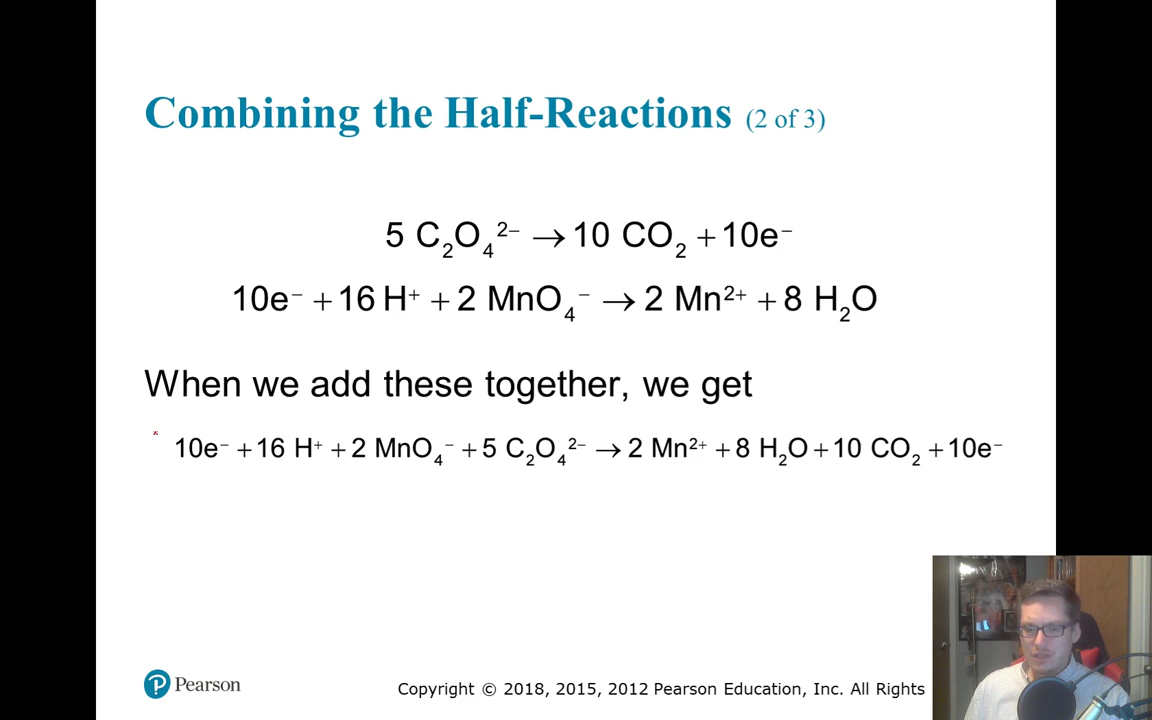 Combining the Half-Reactions (2 of 3)
5 C₂O₄²⁻ → 10 CO₂ + 10e⁻
10e⁻ + 16 H⁺ + 2 MnO₄⁻ → 2 Mn²⁺ + 8 H₂O
When we add these together, we get
10e⁻ + 16 H⁺ + 2 MnO₄⁻ + 5 C₂O₄²⁻ → 2 Mn²⁺ + 8 H₂O + 10 CO₂ + 10e⁻
P Pearson
Copyright © 2018, 2015, 2012 Pearson Education, Inc. All Rights